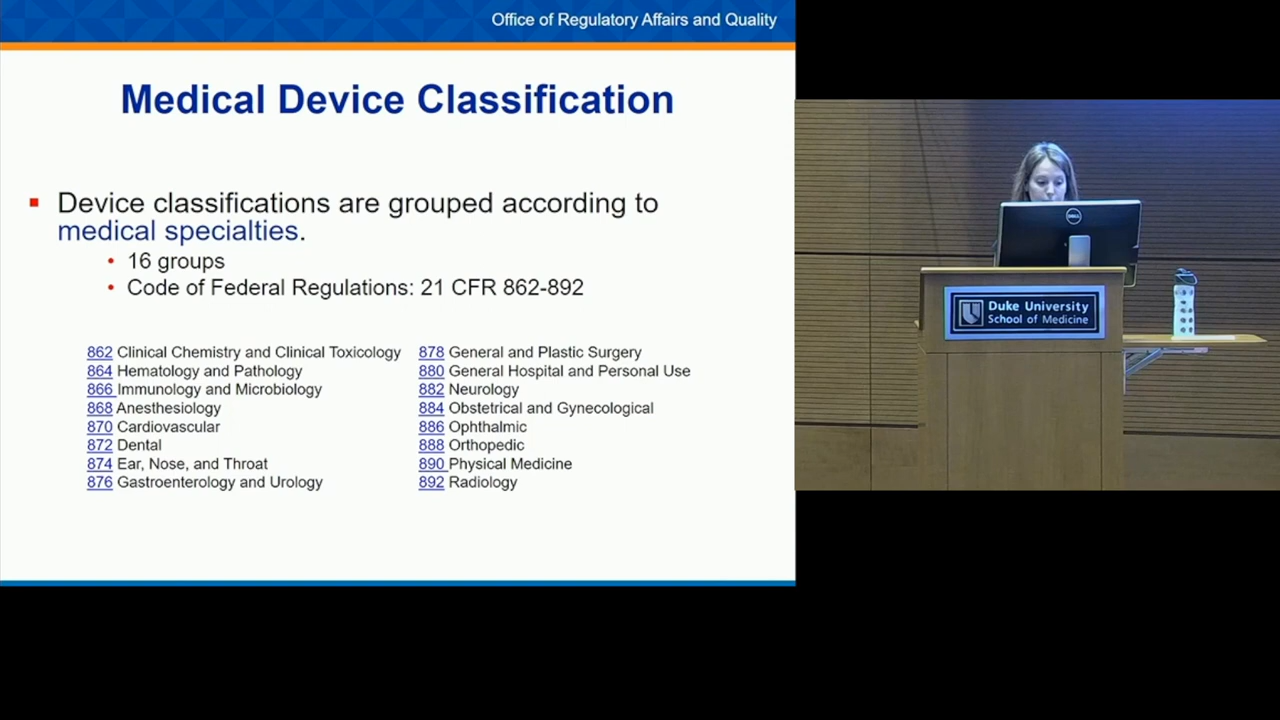 Office of Regulatory Affairs and Quality
Medical Device Classification
▪ Device classifications are grouped according to
medical specialties.
• 16 groups
• Code of Federal Regulations: 21 CFR 862-892
862 Clinical Chemistry and Clinical Toxicology
864 Hematology and Pathology
866 Immunology and Microbiology
868 Anesthesiology
870 Cardiovascular
872 Dental
874 Ear, Nose, and Throat
876 Gastroenterology and Urology
878 General and Plastic Surgery
880 General Hospital and Personal Use
882 Neurology
884 Obstetrical and Gynecological
886 Ophthalmic
888 Orthopedic
890 Physical Medicine
892 Radiology
DELL
Duke University
School of Medicine